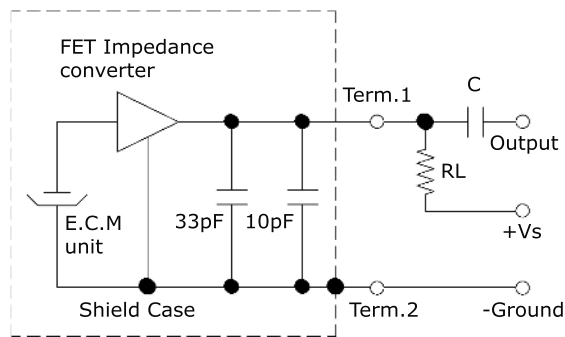 FET Impedance
converter
Term.1
C
Output
RL
+Vs
E.C.M
unit
33pF
10pF
Shield Case
Term.2
-Ground